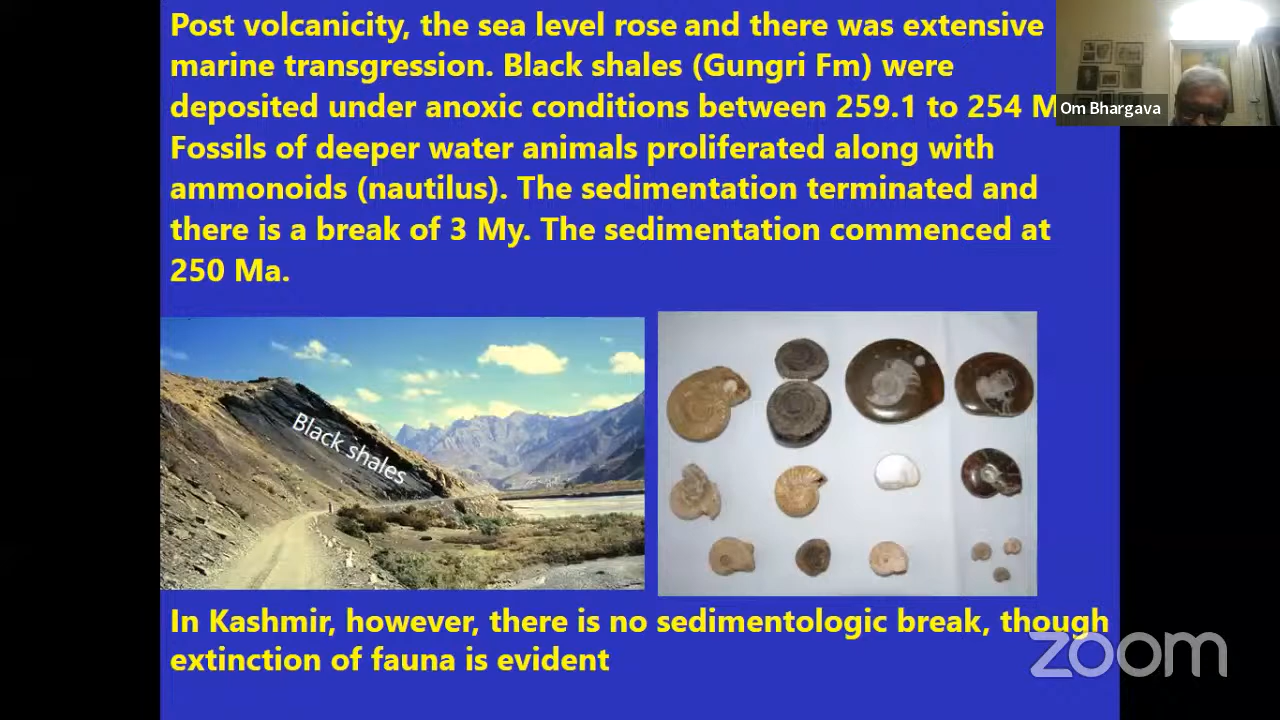 Post volcanicity, the sea level rose and there was extensive
marine transgression. Black shales (Gungri Fm) were
deposited under anoxic conditions between 259.1 to 254 M
Fossils of deeper water animals proliferated along with
ammonoids (nautilus). The sedimentation terminated and
there is a break of 3 My. The sedimentation commenced at
250 Ma.
Om Bhargava
Black shales
In Kashmir, however, there is no sedimentologic break, though
extinction of fauna is evident
zoom